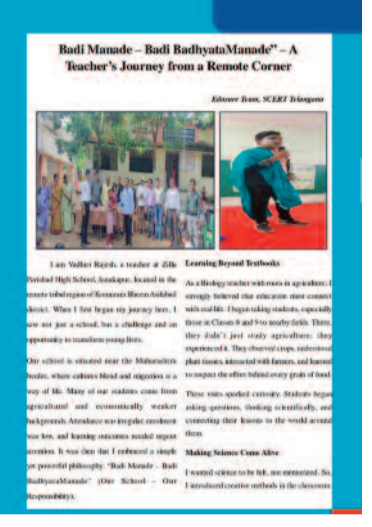 Badi Manade – Badi BadhyataManade” – A
Teacher’s Journey from a Remote Corner
Team, SCERT Telangana
I am Vadluri Rajesh, a teacher at Zilla
Parishad High School, Janakapur, located in the
remote tribal region of Komaram Bheem Asifabad
district. When I first began my journey here, I
saw not just a school, but a challenge and an
opportunity to transform young lives.
Our school is situated near the Maharashtra
border, where cultures blend and migration is a
way of life. Many of our students come from
agricultural and economically weaker
backgrounds. Attendance was irregular, enrolment
was low, and learning outcomes needed urgent
attention. It was then that I embraced a simple
yet powerful philosophy: “Badi Manade – Badi
BadhyataManade” (Our School – Our
Responsibility).
Learning Beyond Textbooks
As a Biology teacher with roots in agriculture, I
strongly believed that education must connect
with real life. I began taking students, especially
those in Classes 8 and 9 to nearby fields. There,
they didn’t just study agriculture; they
experienced it. They observed crops, understood
plant tissues, interacted with farmers, and learned
to respect the effort behind every grain of food.
These visits sparked curiosity. Students began
asking questions, thinking scientifically, and
connecting their lessons to the world around
them.
Making Science Come Alive
I wanted science to be felt, not memorized. So,
I introduced creative methods in the classroom.